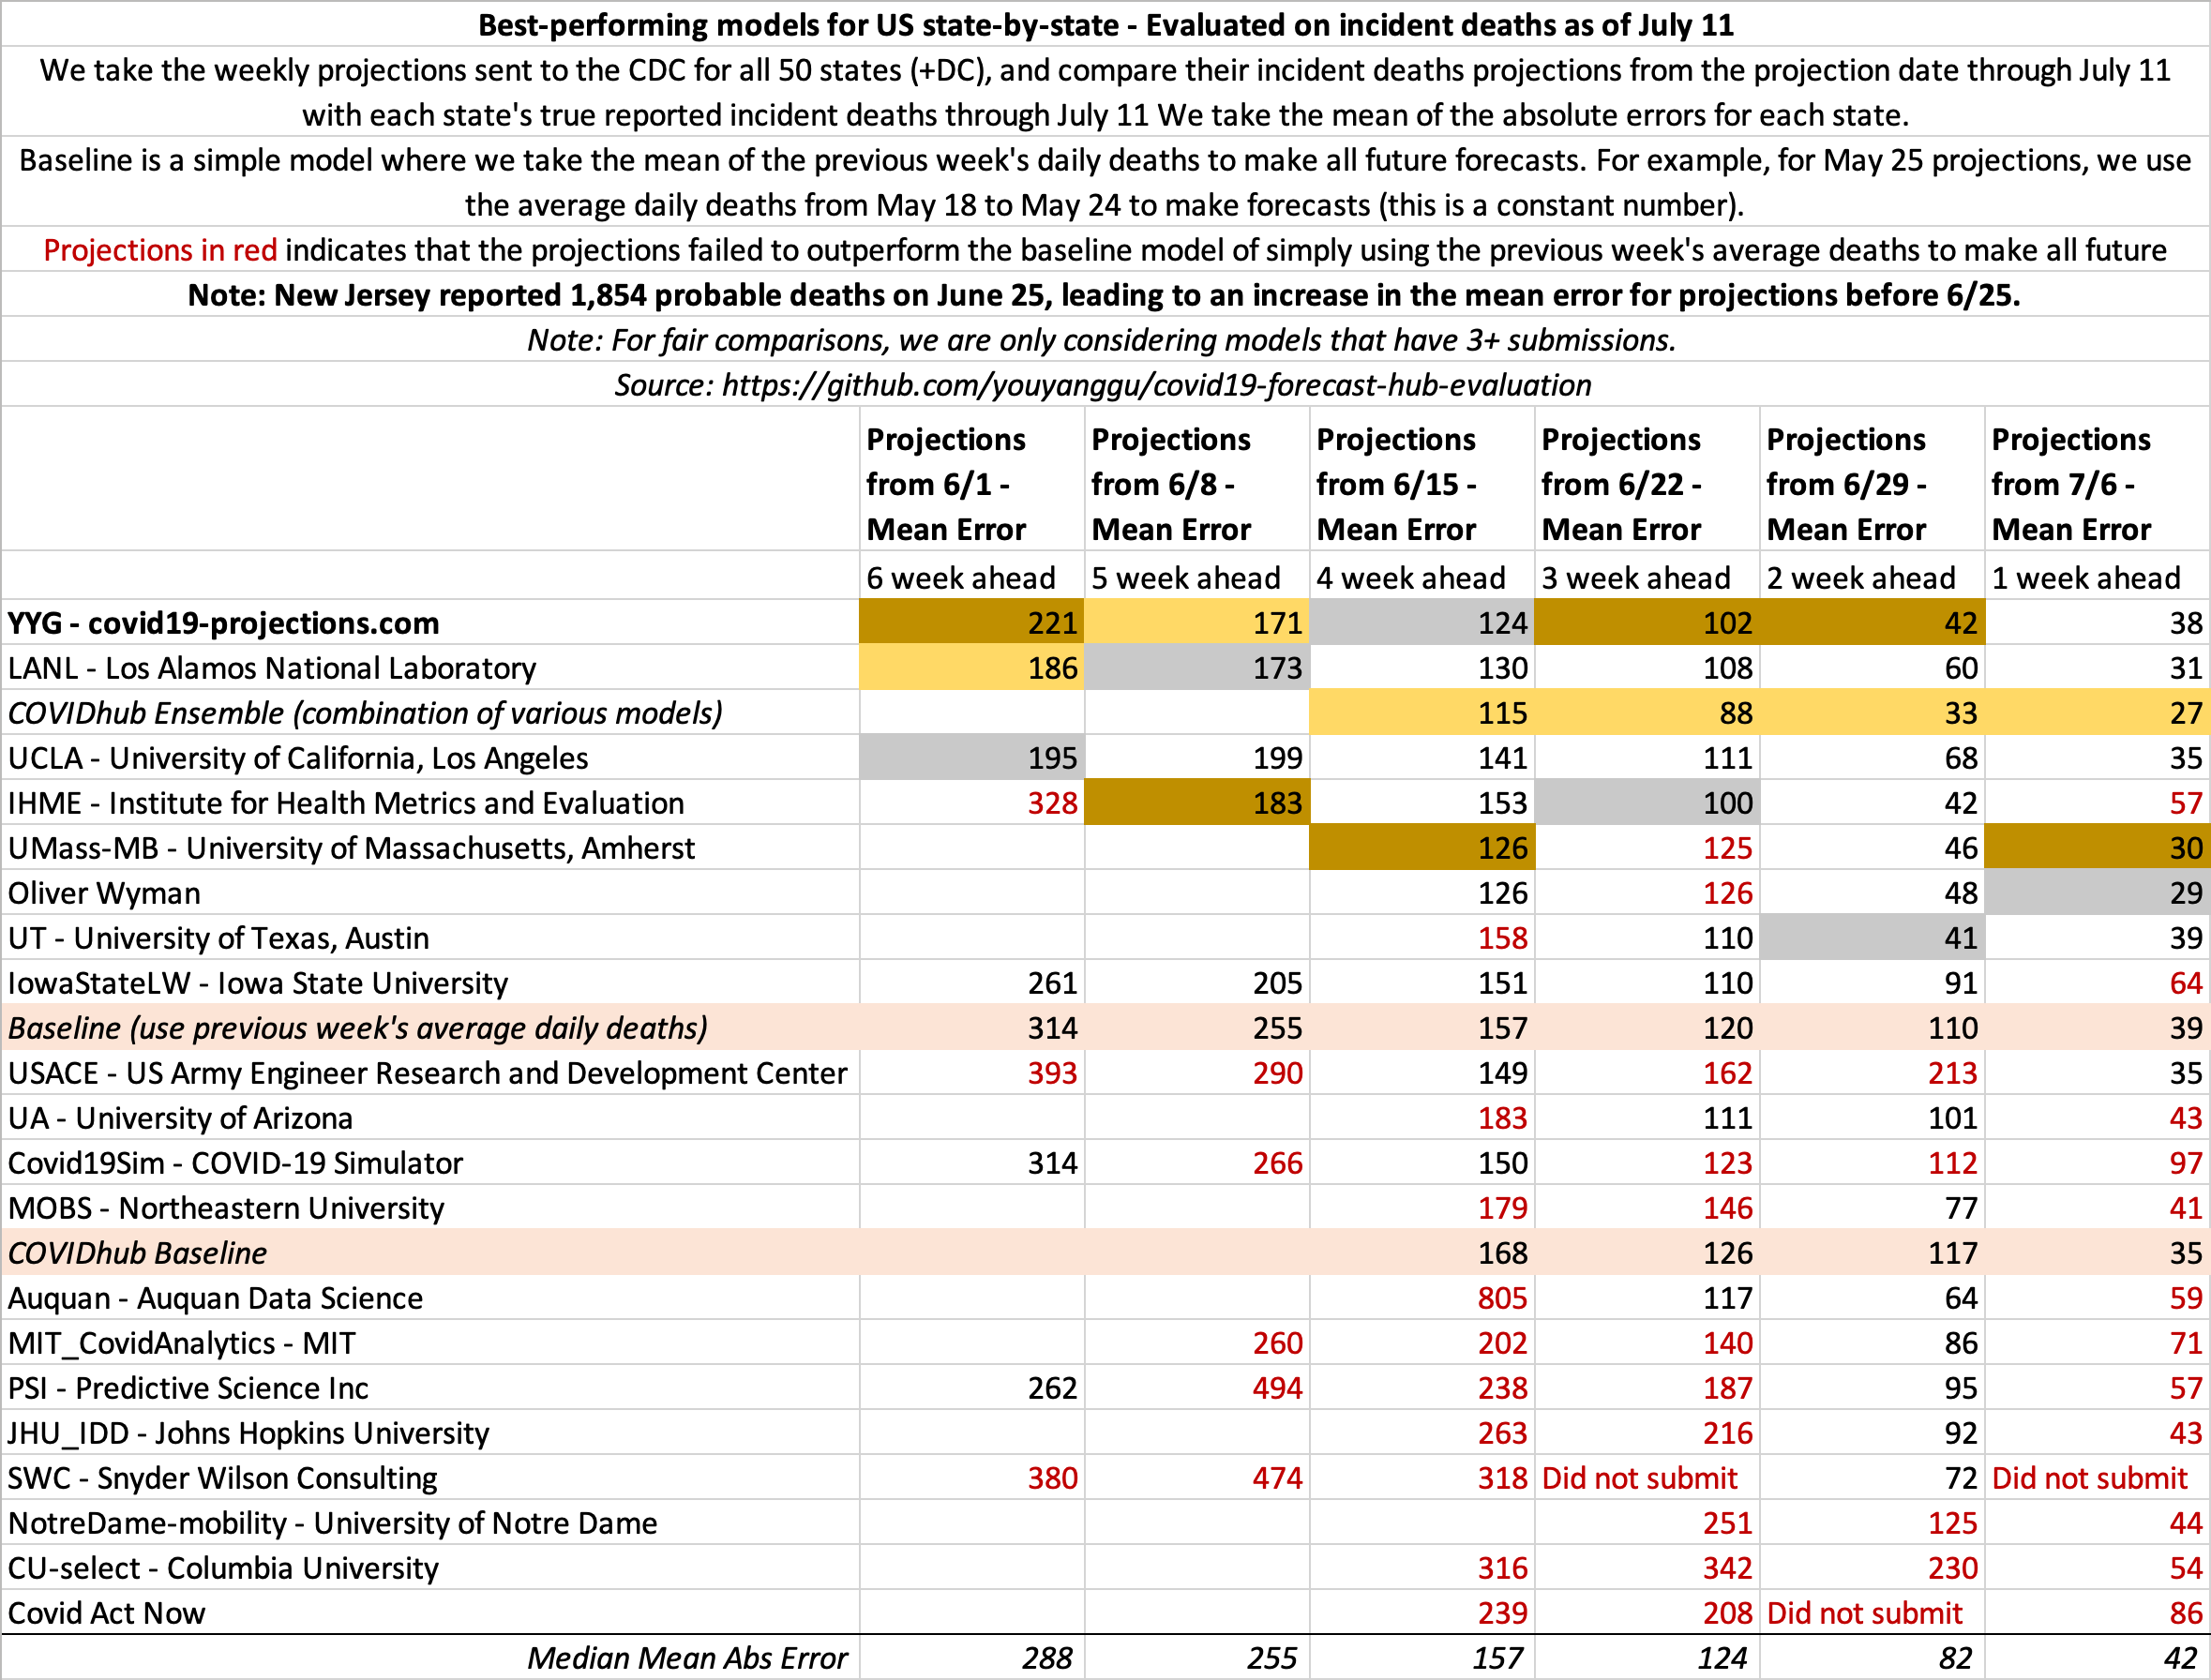 Best-performing models for US state-by-state - Evaluated on incident deaths as of July 11
We take the weekly projections sent to the CDC for all 50 states (+DC), and compare their incident deaths projections from the projection date through July 11
with each state's true reported incident deaths through July 11 We take the mean of the absolute errors for each state.
Baseline is a simple model where we take the mean of the previous week's daily deaths to make all future forecasts. For example, for May 25 projections, we use
the average daily deaths from May 18 to May 24 to make forecasts (this is a constant number).
Projections in red indicates that the projections failed to outperform the baseline model of simply using the previous week's average deaths to make all future
Note: New Jersey reported 1,854 probable deaths on June 25, leading to an increase in the mean error for projections before 6/25.
Note: For fair comparisons, we are only considering models that have 3+ submissions.
Source: https://github.com/youyanggu/covid19-forecast-hub-evaluation
Projections Projections Projections Projections Projections Projections
from 6/1 - from 6/8 - from 6/15 - from 6/22 - from 6/29 - from 7/6 -
Mean Error Mean Error Mean Error Mean Error Mean Error Mean Error
6 week ahead 5 week ahead 4 week ahead 3 week ahead 2 week ahead 1 week ahead
YYG - covid19-projections.com 221 171 124 102 42 38
LANL - Los Alamos National Laboratory 186 173 130 108 60 31
COVIDhub Ensemble (combination of various models) 115 88 33 27
UCLA - University of California, Los Angeles 195 199 141 111 68 35
IHME - Institute for Health Metrics and Evaluation 328 183 153 100 42 57
UMass-MB - University of Massachusetts, Amherst 126 125 46 30
Oliver Wyman 126 126 48 29
UT - University of Texas, Austin 158 110 41 39
IowaStateLW - Iowa State University 261 205 151 110 91 64
Baseline (use previous week's average daily deaths) 314 255 157 120 110 39
USACE - US Army Engineer Research and Development Center 393 290 149 162 213 35
UA - University of Arizona 183 111 101 43
Covid19Sim - COVID-19 Simulator 314 266 150 123 112 97
MOBS - Northeastern University 179 146 77 41
COVIDhub Baseline 168 126 117 35
Auquan - Auquan Data Science 805 117 64 59
MIT_CovidAnalytics - MIT 260 202 140 86 71
PSI - Predictive Science Inc 262 494 238 187 95 57
JHU_IDD - Johns Hopkins University 263 216 92 43
SWC - Snyder Wilson Consulting 380 474 318 Did not submit 72 Did not submit
NotreDame-mobility - University of Notre Dame 251 125 44
CU-select - Columbia University 316 342 230 54
Covid Act Now 239 208 Did not submit 86
Median Mean Abs Error 288 255 157 124 82 42